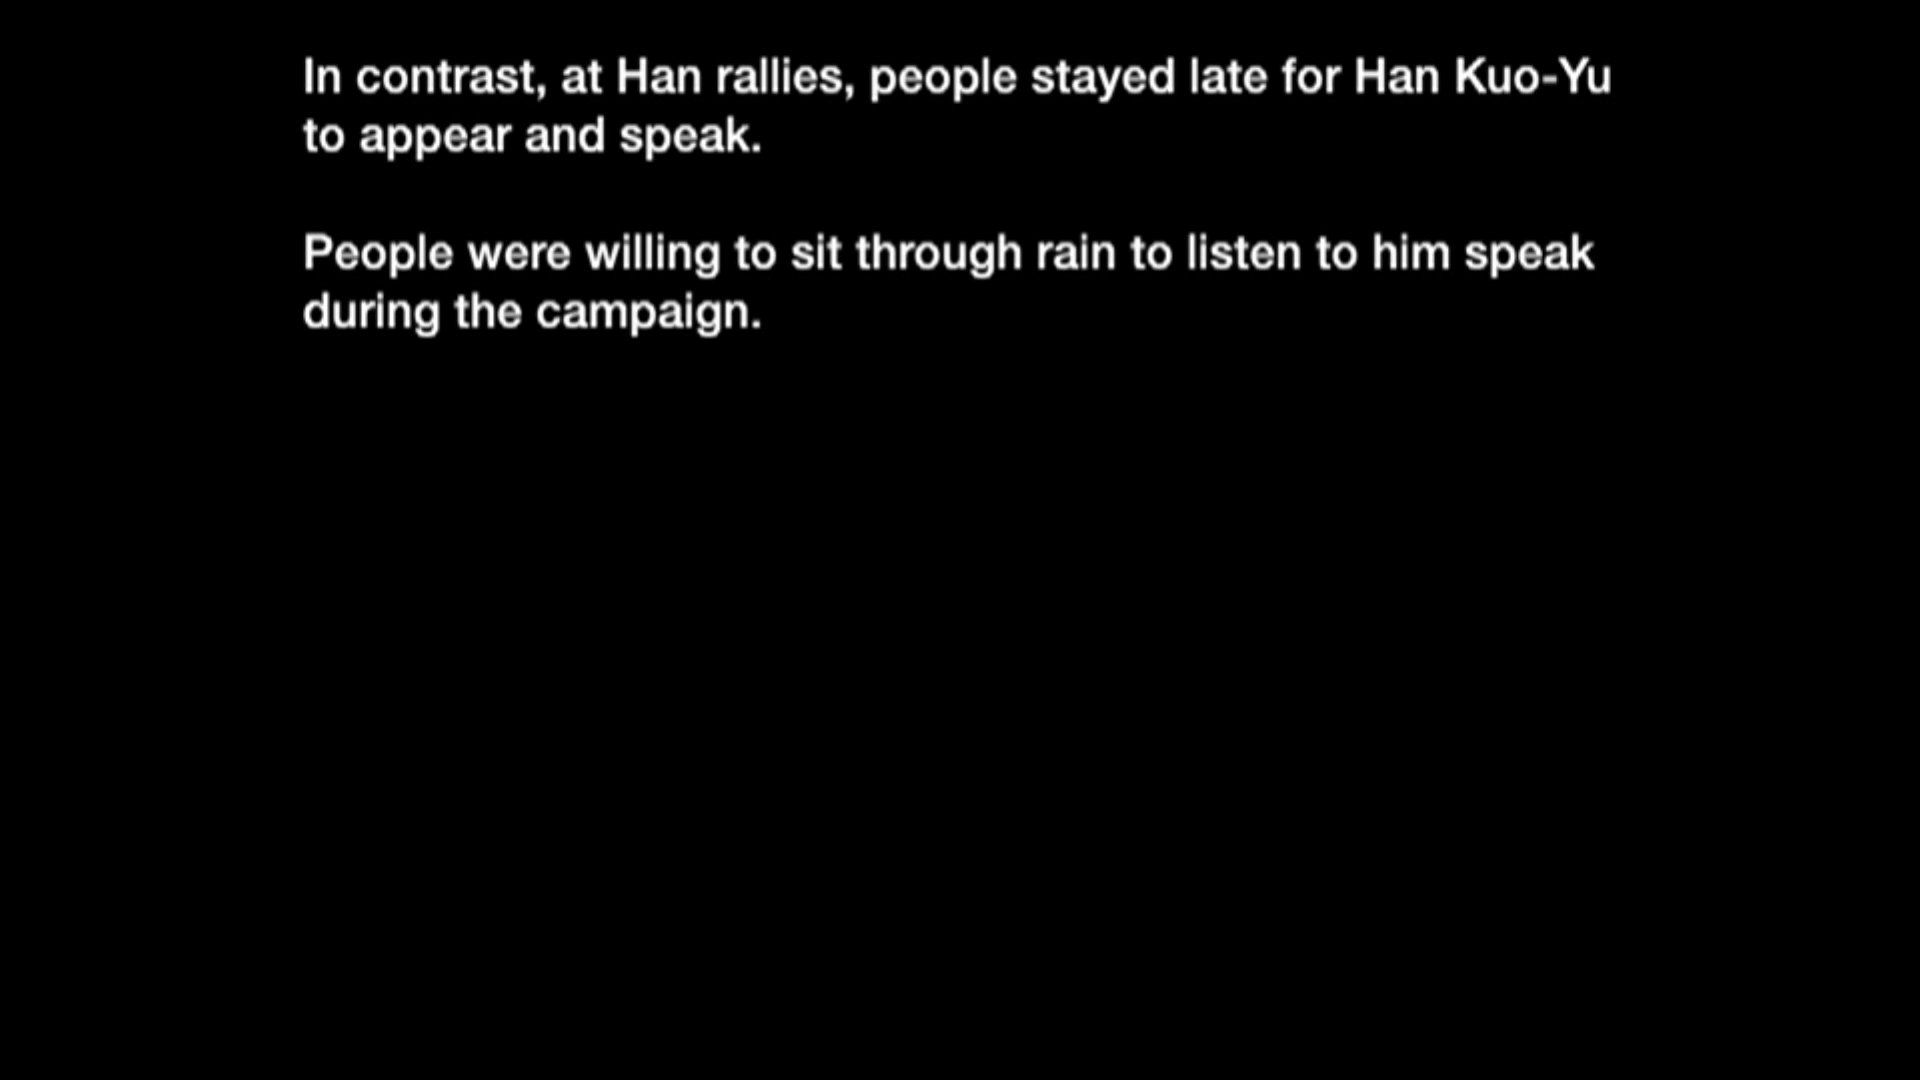 In contrast, at Han rallies, people stayed late for Han Kuo-Yu
to appear and speak.
People were willing to sit through rain to listen to him speak
during the campaign.